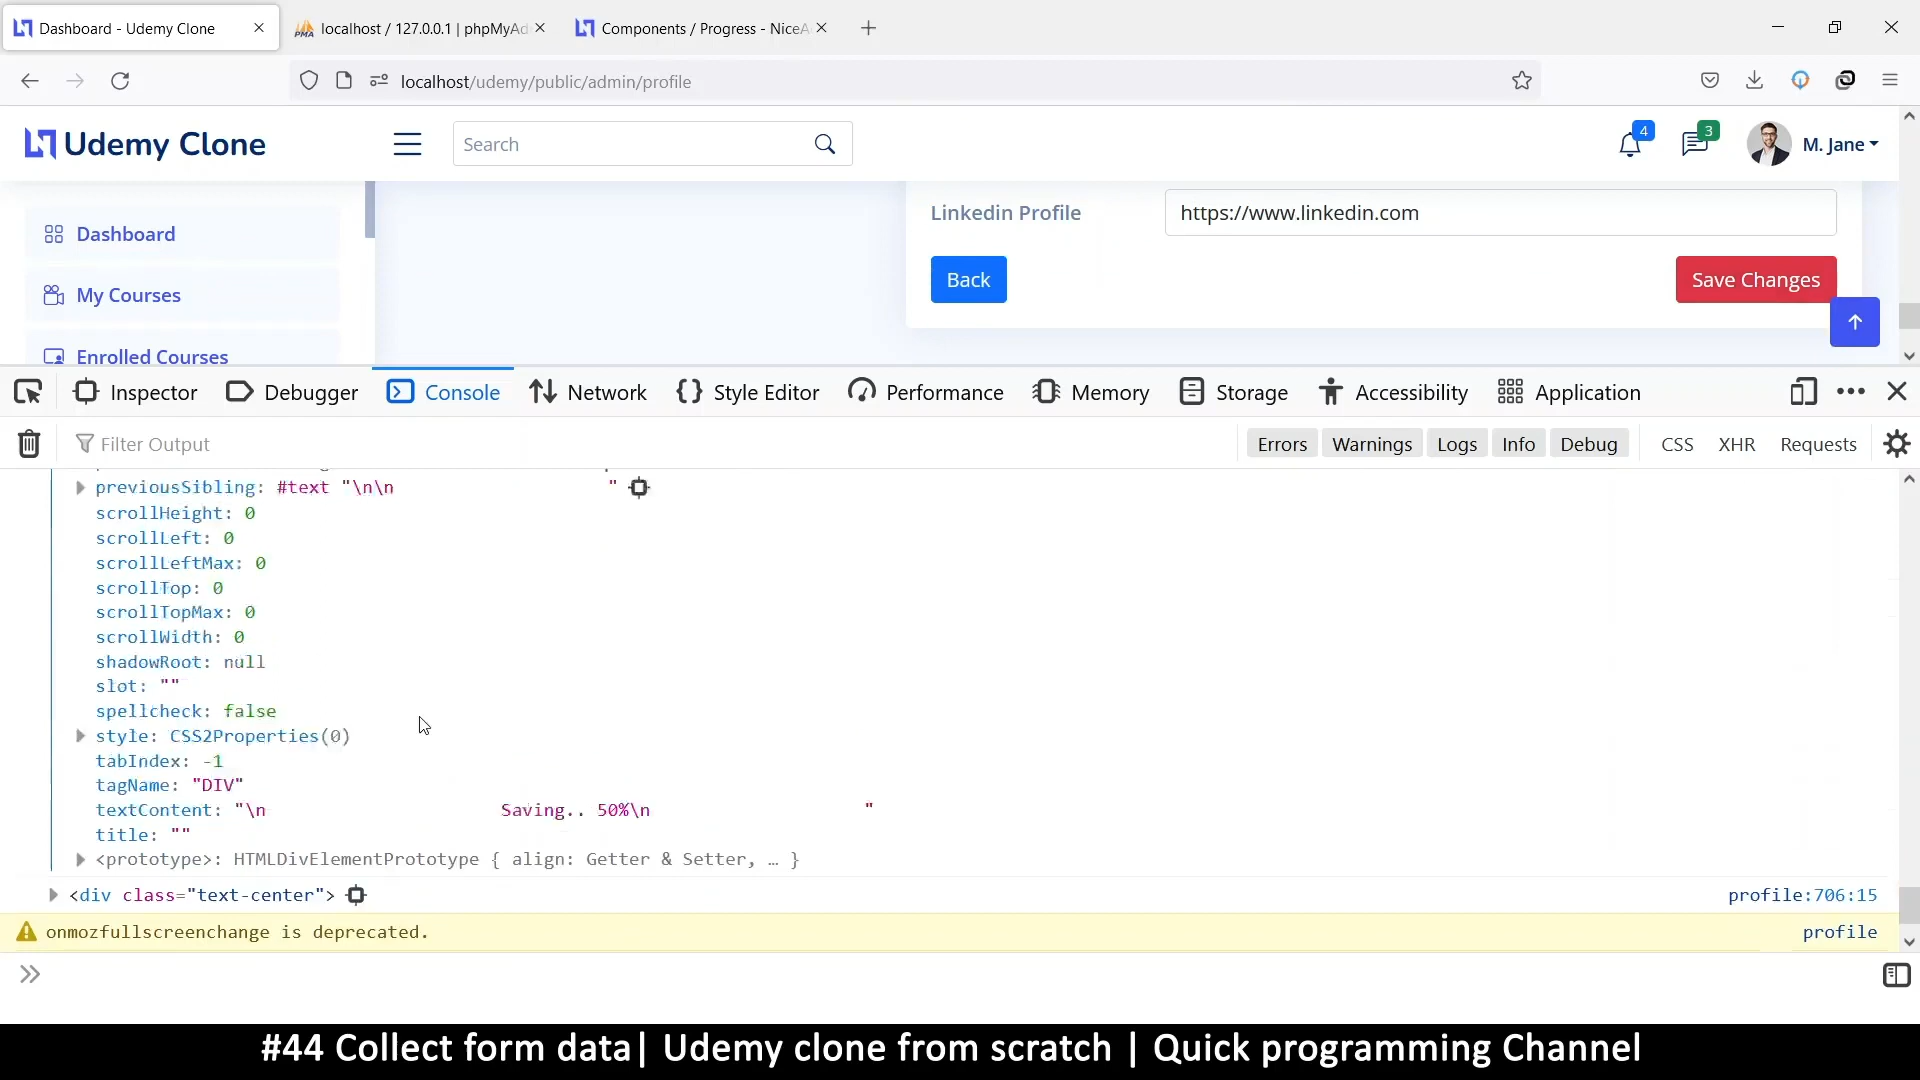 Dashboard - Udemy Clone
localhost / 127.0.0.1 | phpMyAd
Components / Progress - NiceA
localhost/udemy/public/admin/profile
Udemy Clone
Search
4
3
M. Jane
Dashboard
My Courses
Enrolled Courses
Linkedin Profile
https://www.linkedin.com
Back
Save Changes
Inspector
Debugger
Console
Network
Style Editor
Performance
Memory
Storage
Accessibility
Application
Filter Output
Errors
Warnings
Logs
Info
Debug
CSS
XHR
Requests
previousSibling: #text "\n\n "
scrollHeight: 0
scrollLeft: 0
scrollLeftMax: 0
scrollTop: 0
scrollTopMax: 0
scrollWidth: 0
shadowRoot: null
slot: ""
spellcheck: false
style: CSS2Properties(0)
tabIndex: -1
tagName: "DIV"
textContent: "\n Saving.. 50%\n "
title: ""
<prototype>: HTMLDivElementPrototype { align: Getter & Setter, … }
<div class="text-center"> profile:706:15
onmozfullscreenchange is deprecated. profile
#44 Collect form data| Udemy clone from scratch | Quick programming Channel